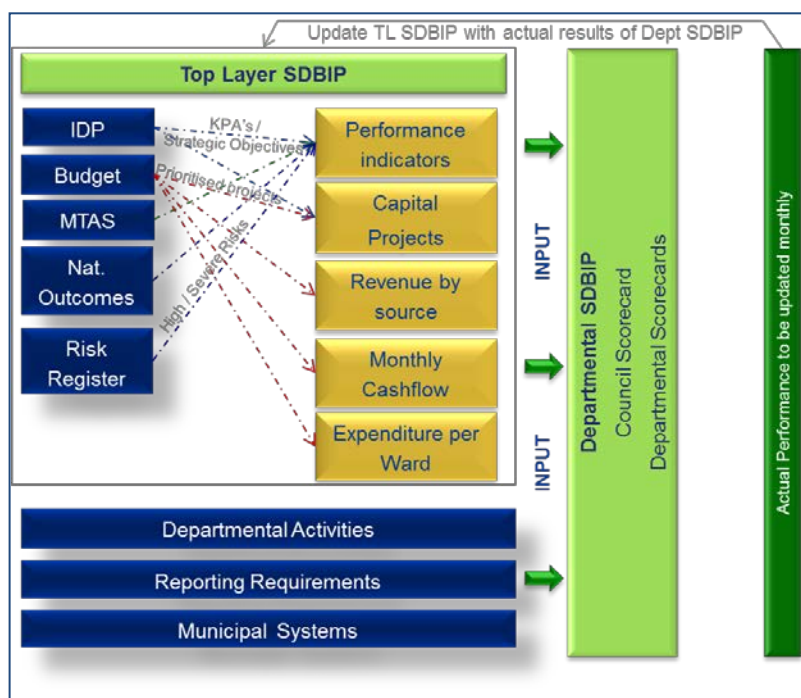 Update TL SDBIP with actual results of Dept SDBIP
Top Layer SDBIP
IDP
Budget
MTAS
Nat.
Outcomes
Risk
Register
KPA's /
Strategic Objectives
Prioritised projects
High / Severe Risks
Performance
indicators
Capital
Projects
Revenue by
source
Monthly
Cashflow
Expenditure per
Ward
INPUT
INPUT
Departmental SDBIP
Council Scorecard
Departmental Scorecards
Actual Performance to be updated monthly
Departmental Activities
Reporting Requirements
Municipal Systems